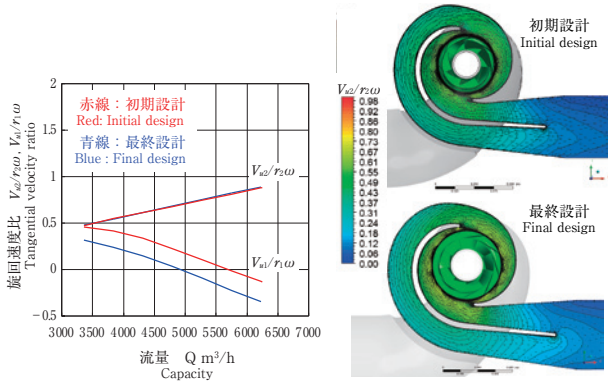 旋回速度比 Vu2/r2ω, Vu1/r1ω
Tangential velocity ratio
2
1.5
1
0.5
0
−0.5
赤線：初期設計
Red: Initial design
青線：最終設計
Blue : Final design
Vu2/r2ω
Vu1/r1ω
3000 3500 4000 4500 5000 5500 6000 6500 7000
流量 Q m³/h
Capacity
Vu2/r2ω
0.98
0.92
0.86
0.80
0.73
0.67
0.61
0.55
0.49
0.43
0.37
0.31
0.24
0.18
0.12
0.06
0.00
初期設計
Initial design
最終設計
Final design